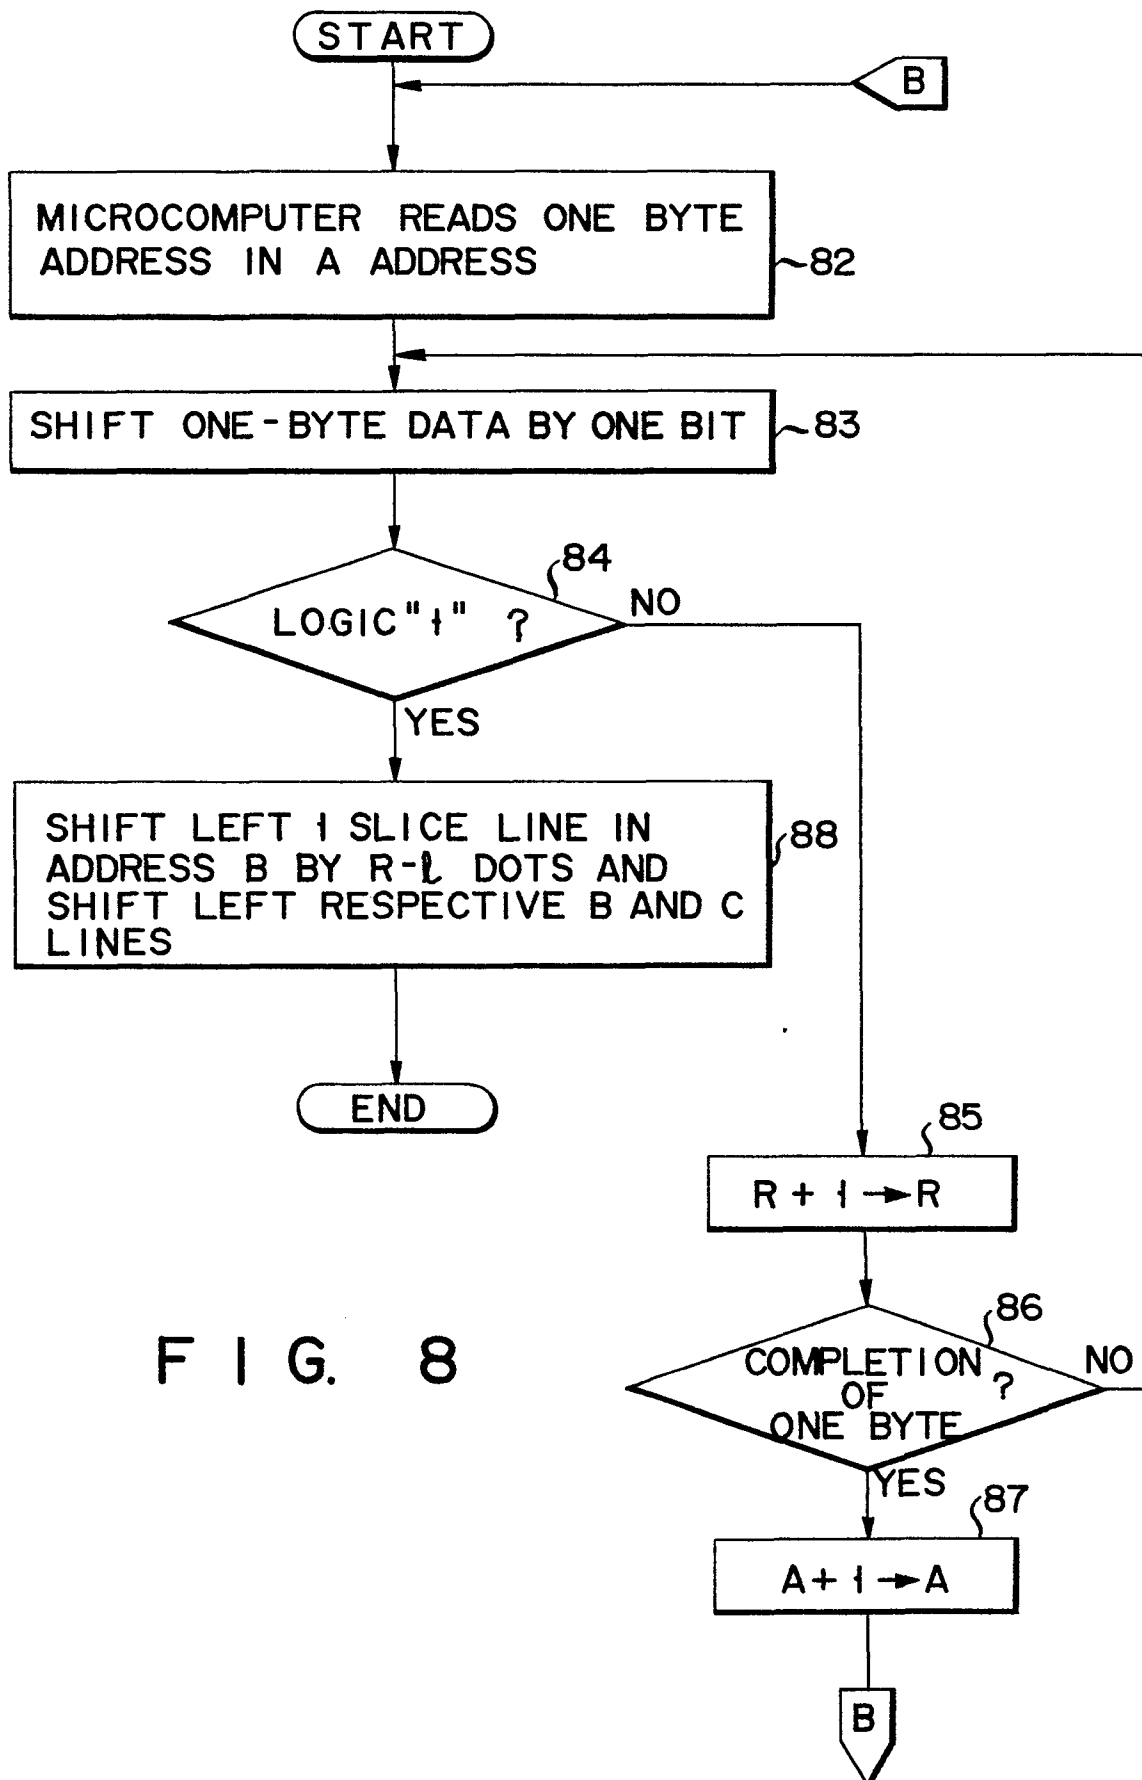 START
B
MICROCOMPUTER READS ONE BYTE
ADDRESS IN A ADDRESS
82
SHIFT ONE-BYTE DATA BY ONE BIT
83
84
LOGIC "1" ?
NO
YES
SHIFT LEFT 1 SLICE LINE IN
ADDRESS B BY R-ℓ DOTS AND
SHIFT LEFT RESPECTIVE B AND C
LINES
88
END
85
R + 1 → R
86
COMPLETION
OF ?
ONE BYTE
NO
YES
87
A + 1 → A
B
FIG. 8